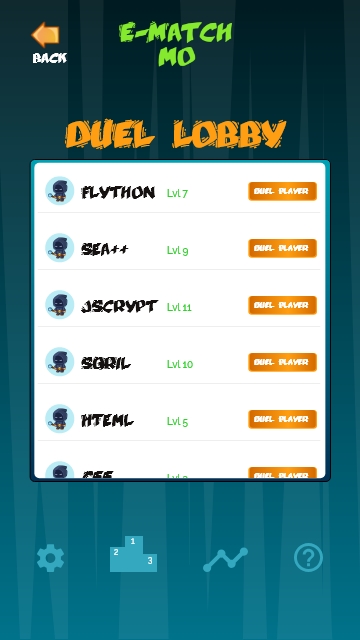 E-MATCH
MO
BACK
DUEL LOBBY
FLYTHON Lvl 7 DUEL PLAYER
SEA++ Lvl 9 DUEL PLAYER
JSCRYPT Lvl 11 DUEL PLAYER
SQRIL Lvl 10 DUEL PLAYER
HTEML Lvl 5 DUEL PLAYER
DUEL PLAYER
1
2
3
?